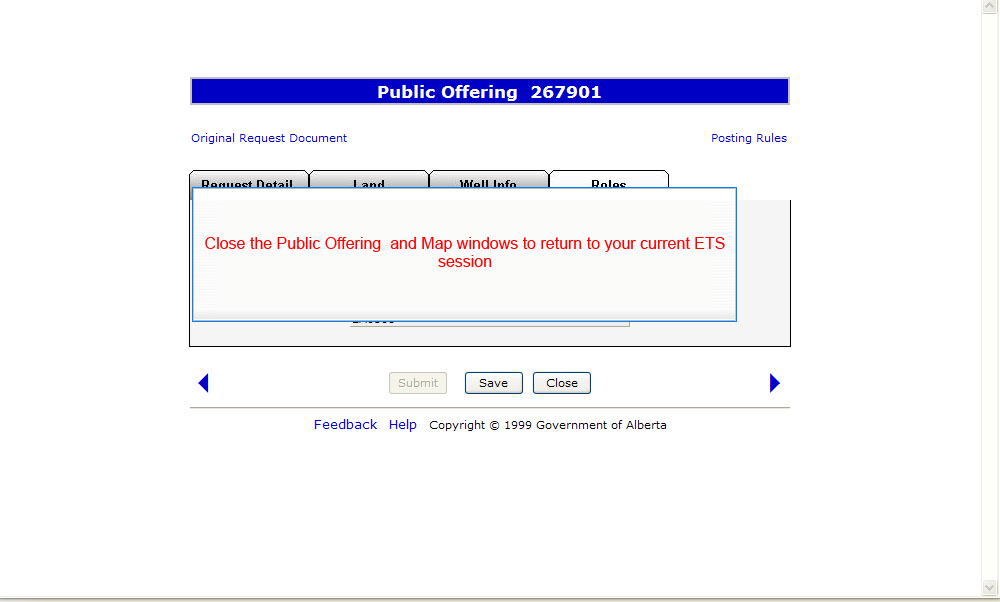 Public Offering  267901
Original Request Document
Posting Rules
Request Detail
Land
Well Info
Roles
Close the Public Offering  and Map windows to return to your current ETS
session
Submit
Save
Close
Feedback
Help
Copyright © 1999 Government of Alberta